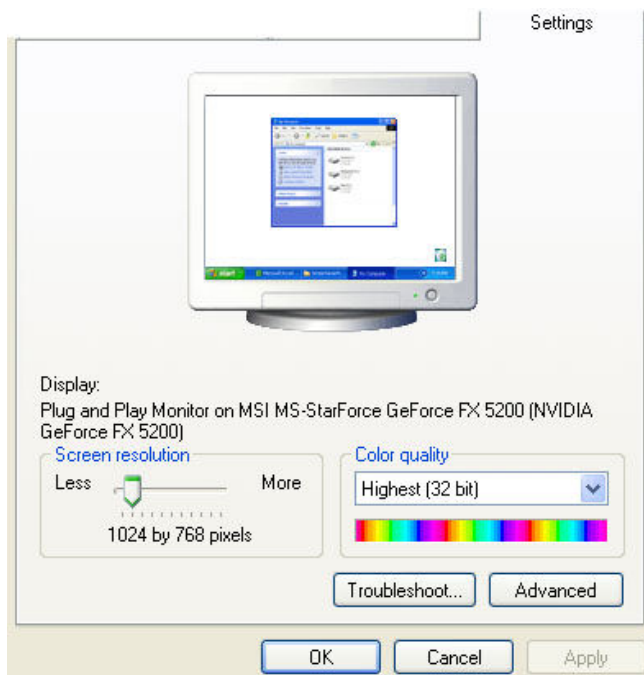 Settings
start
Display:
Plug and Play Monitor on MSI MS-StarForce GeForce FX 5200 (NVIDIA
GeForce FX 5200)
Screen resolution
Less More
1024 by 768 pixels
Color quality
Highest (32 bit)
Troubleshoot... Advanced
OK Cancel Apply